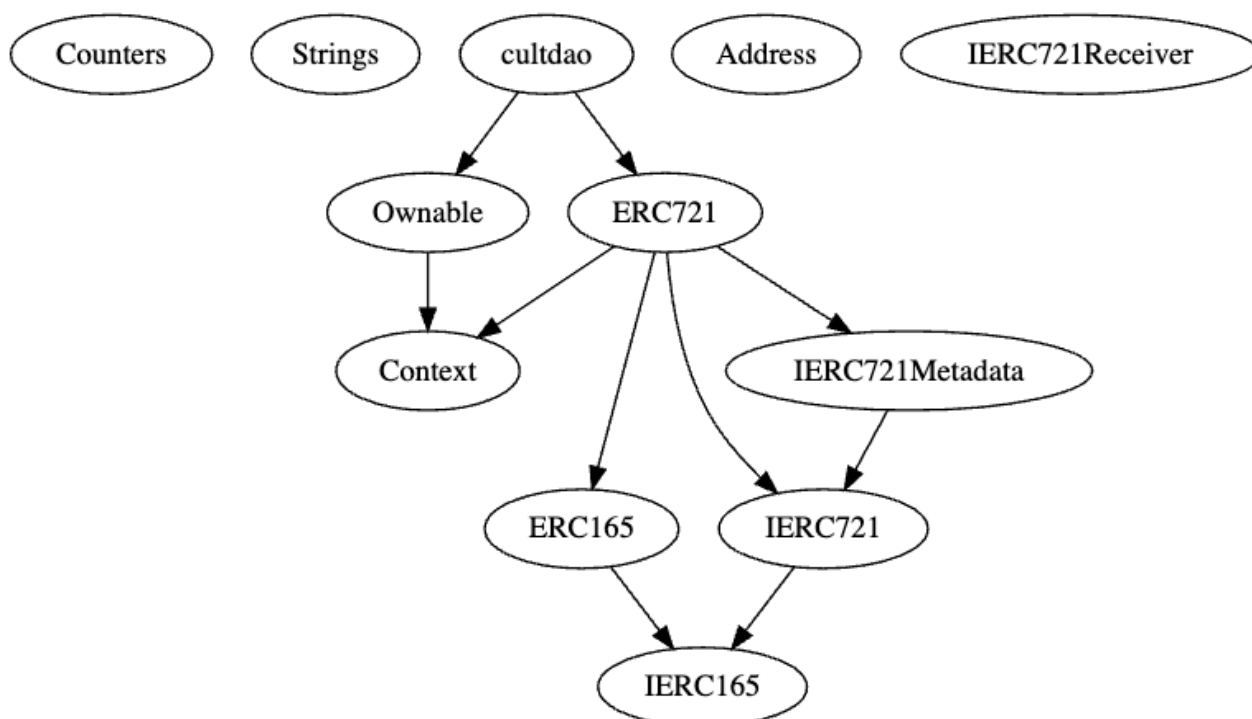 Counters
Strings
cultdao
Address
IERC721Receiver
Ownable
ERC721
Context
IERC721Metadata
ERC165
IERC721
IERC165